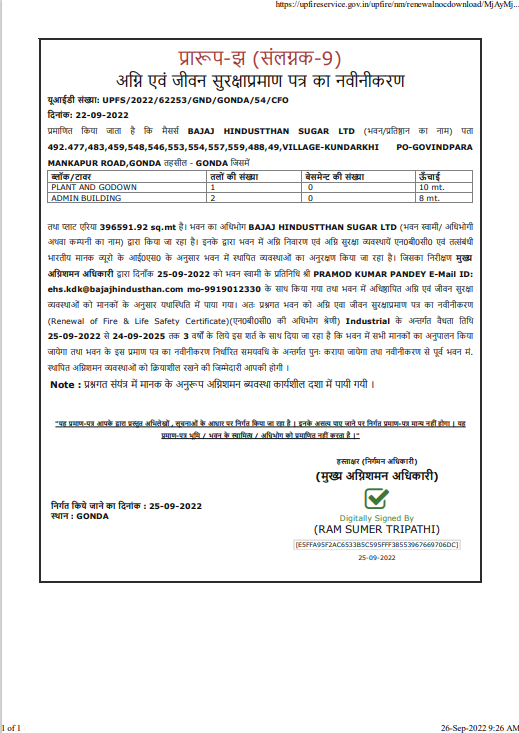 https://upfireservice.gov.in/upfire/nm/renewalnocdownload/MjAyMj...
प्रारूप-झ (संलग्नक-9)
अग्नि एवं जीवन सुरक्षाप्रमाण पत्र का नवीनीकरण
यूआईडी संख्या: UPFS/2022/62253/GND/GONDA/54/CFO
दिनांक: 22-09-2022
प्रमाणित किया जाता है कि मैसर्स BAJAJ HINDUSTTHAN SUGAR LTD (भवन/प्रतिष्ठान का नाम) पता
492.477,483,459,548,546,553,554,557,559,488,49,VILLAGE-KUNDARKHI PO-GOVINDPARA
MANKAPUR ROAD,GONDA तहसील - GONDA जिसमें
ब्लॉक/टावर तलों की संख्या बेसमेन्ट की संख्या ऊँचाई
PLANT AND GODOWN 1 0 10 mt.
ADMIN BUILDING 2 0 8 mt.
तथा प्लाट एरिया 396591.92 sq.mt है। भवन का अधिभोग BAJAJ HINDUSTTHAN SUGAR LTD (भवन स्वामी/ अधिभोगी
अथवा कम्पनी का नाम) द्वारा किया जा रहा है। इनके द्वारा भवन में अग्नि निवारण एवं अग्नि सुरक्षा व्यवस्थायें एन0बी0सी0 एवं तत्संबंधी
भारतीय मानक व्यूरो के आई0एस0 के अनुसार भवन में स्थापित व्यवस्थाओं का अनुरक्षण किया जा रहा है। जिसका निरीक्षण मुख्य
अग्निशमन अधिकारी द्वारा दिनाँक 25-09-2022 को भवन स्वामी के प्रतिनिधि श्री PRAMOD KUMAR PANDEY E-Mail ID:
ehs.kdk@bajajhindusthan.com mo-9919012330 के साथ किया गया तथा भवन में अधिष्ठापित अग्नि एवं जीवन सुरक्षा
व्यवस्थाओं को मानकों के अनुसार यथास्थिति में पाया गया। अतः प्रश्नगत भवन को अग्नि एवा जीवन सुरक्षाप्रमाण पत्र का नवीनीकरण
(Renewal of Fire & Life Safety Certificate)(एन0बी0सी0 की अधिभोग श्रेणी) Industrial के अन्तर्गत वैधता तिथि
25-09-2022 से 24-09-2025 तक 3 वर्षों के लिये इस शर्त के साथ दिया जा रहा है कि भवन में सभी मानकों का अनुपालन किया
जायेगा तथा भवन के इस प्रमाण पत्र का नवीनीकरण निर्धारित समयवधि के अन्तर्गत पुनः कराया जायेगा तथा नवीनीकरण से पूर्व भवन में.
स्थापित अग्निशमन व्यवस्थाओं को क्रियाशील रखने की जिम्मेदारी आपकी होगी ।
Note : प्रश्नगत संयंत्र में मानक के अनुरूप अग्निशमन ब्यवस्था कार्यशील दशा में पायी गयी ।
"यह प्रमाण-पत्र आपके द्वारा प्रस्तुत अभिलेखों , सूचनाओं के आधार पर निर्गत किया जा रहा है । इनके असत्य पाए जाने पर निर्गत प्रमाण-पत्र मान्य नहीं होगा । यह
प्रमाण-पत्र भूमि / भवन के स्वामित्व / अधिभोग को प्रमाणित नहीं करता है ।"
हस्ताक्षर (निर्गमन अधिकारी)
(मुख्य अग्निशमन अधिकारी)
निर्गत किये जाने का दिनांक : 25-09-2022
स्थान : GONDA
Digitally Signed By
(RAM SUMER TRIPATHI)
[E5FFA95F2AC6533B5C595FFF38553967669706DC]
25-09-2022
1 of 1 26-Sep-2022 9:26 AM